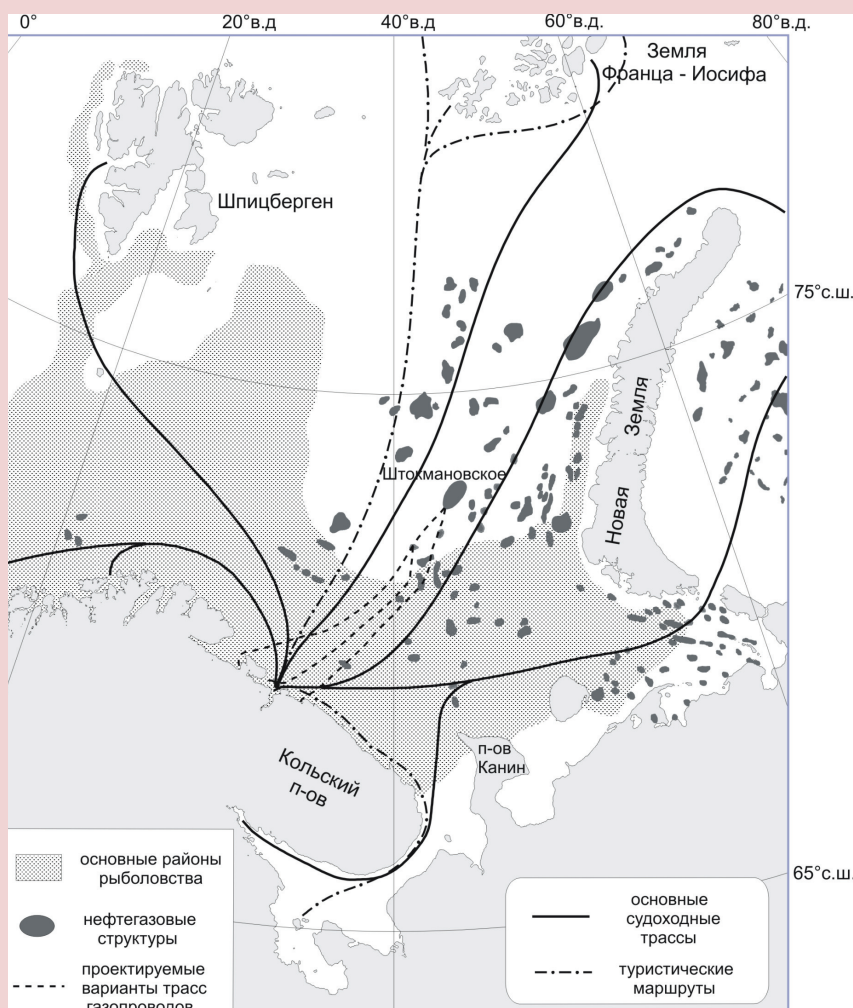 0°
20°в.д
40°в.д.
60°в.д.
80°в.д.
Земля
Франца - Иосифа
Шпицберген
75°с.ш.
Земля
Новая
Штокмановское
п-ов
Канин
Кольский
п-ов
65°с.ш.
основные районы
рыболовства
нефтегазовые
структуры
проектируемые
варианты трасс
газопроводов
основные
судоходные
трассы
туристические
маршруты